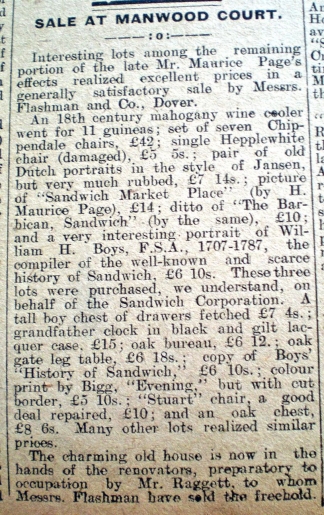 SALE AT MANWOOD COURT.
:o:
Interesting lots among the remaining
portion of the late Mr. Maurice Page's
effects realized excellent prices in a
generally satisfactory sale by Messrs.
Flashman and Co., Dover.
An 18th century mahogany wine cooler
went for 11 guineas; set of seven Chip-
pendale chairs, £42; single Hepplewhite
chair (damaged), £5 5s.; pair of old
Dutch portraits in the style of Jansen,
but very much rubbed, £7 14s.; picture
of "Sandwich Market Place" (by H.
Maurice Page), £14; ditto of "The Bar-
bican, Sandwich" (by the same), £10;
and a very interesting portrait of Wil-
liam H. Boys, F.S.A., 1707-1787, the
compiler of the well-known and scarce
history of Sandwich, £6 10s. These three
lots were purchased, we understand, on
behalf of the Sandwich Corporation. A
tall boy chest of drawers fetched £7 4s.;
grandfather clock in black and gilt lac-
quer case, £15; oak bureau, £6 12.; oak
gate leg table, £6 18s.; copy of Boys'
"History of Sandwich," £6 10s.; colour
print by Bigg, "Evening," but with cut
border, £5 10s.; "Stuart" chair, a good
deal repaired, £10; and an oak chest,
£8 6s. Many other lots realized similar
prices.
The charming old house is now in the
hands of the renovators, preparatory to
occupation by Mr. Raggett, to whom
Messrs. Flashman have sold the freehold.